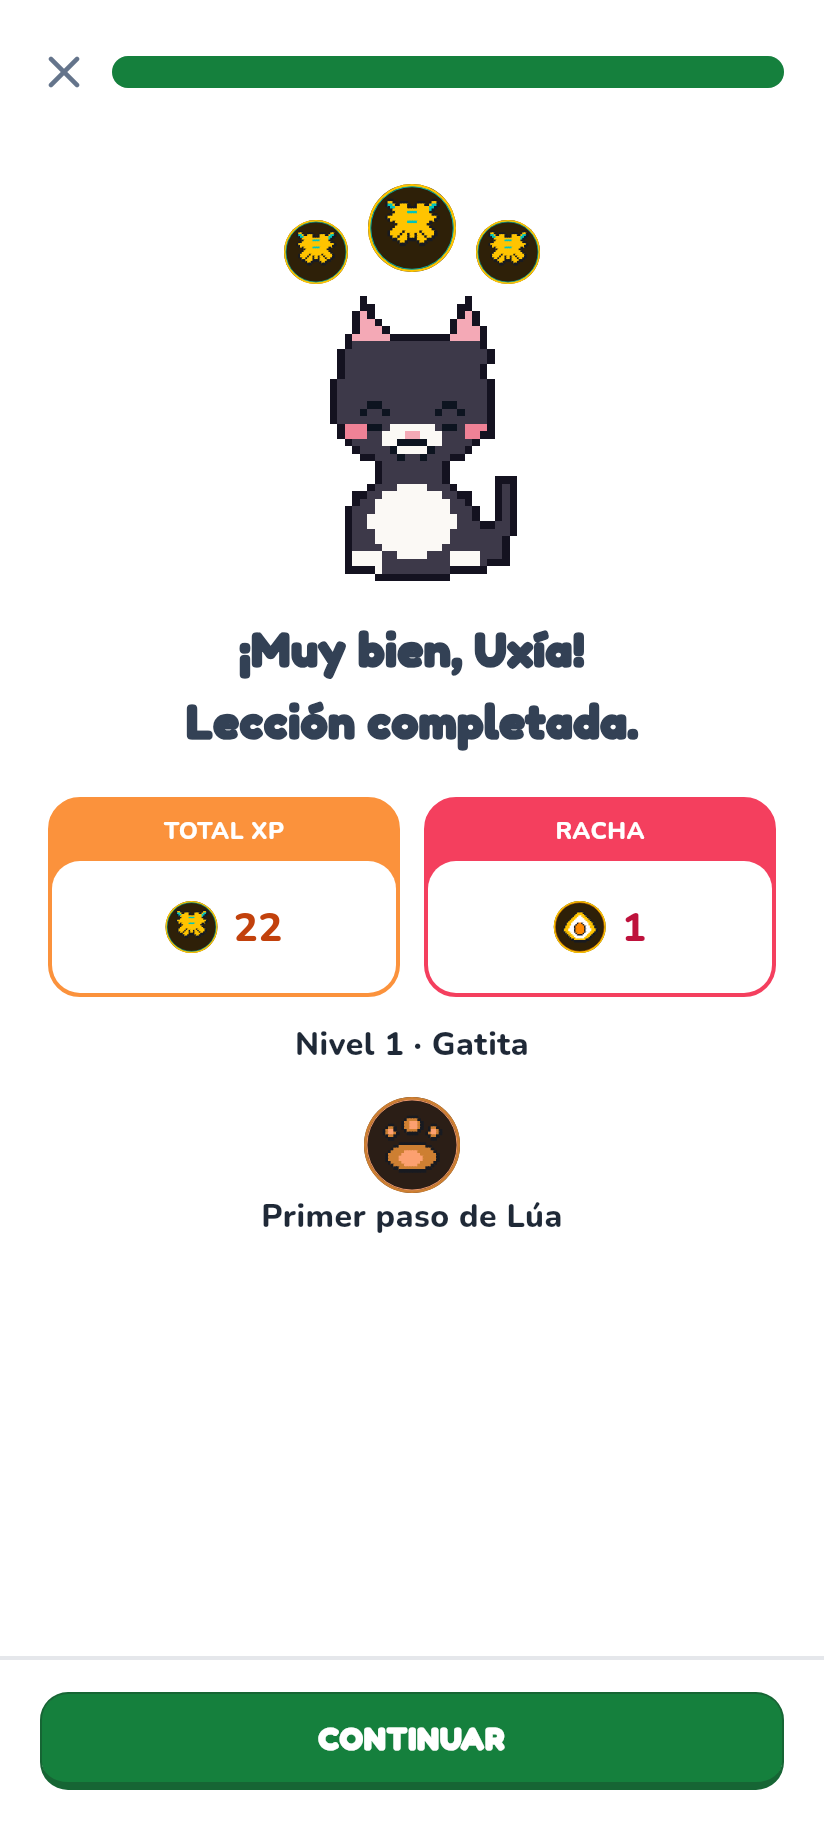 ¡Muy bien, Uxía!
Lección completada.
TOTAL XP
RACHA
22
1
Nivel 1 · Gatita
Primer paso de Lúa
CONTINUAR